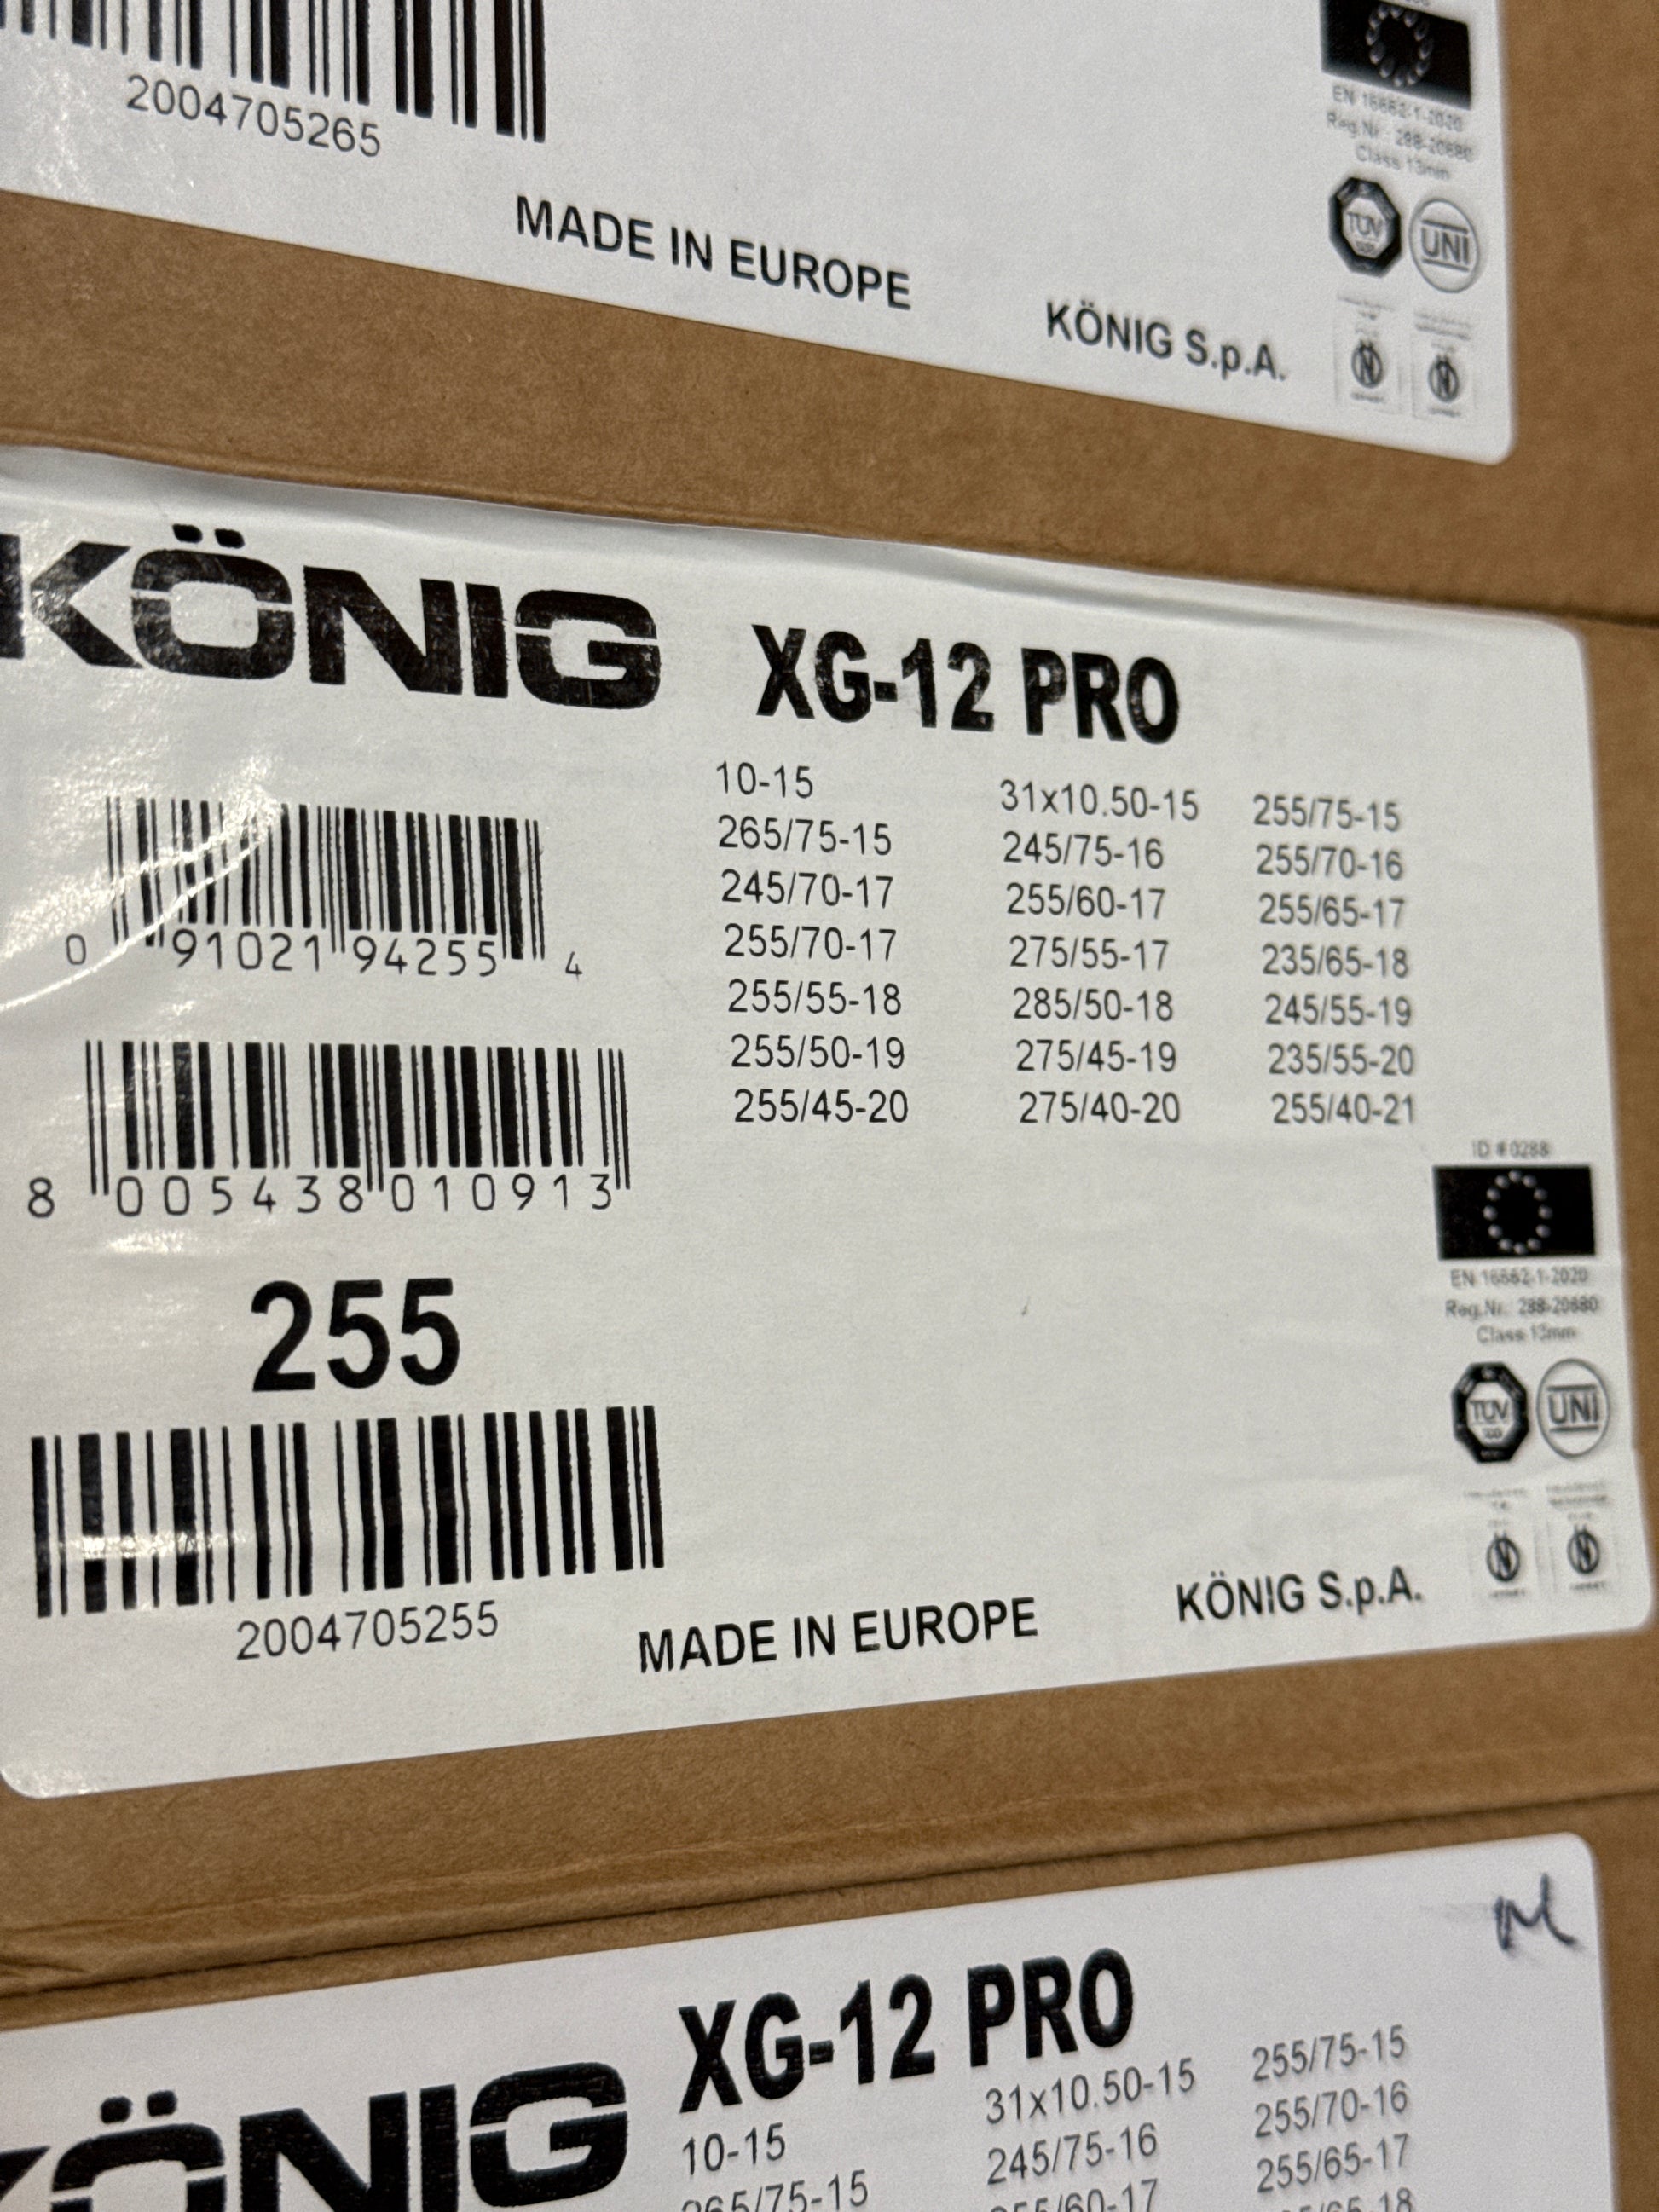 2004705265
MADE IN EUROPE
KÖNIG S.p.A.
EN 16662-1-2020
Reg.Nr.: 288-20680
Class 13mm
TÜV
UNI
KÖNIG
XG-12 PRO
10-15 31x10.50-15 255/75-15
265/75-15 245/75-16 255/70-16
245/70-17 255/60-17 255/65-17
255/70-17 275/55-17 235/65-18
255/55-18 285/50-18 245/55-19
255/50-19 275/45-19 235/55-20
255/45-20 275/40-20 255/40-21
0 91021 94255 4
8 005438 010913
255
2004705255
MADE IN EUROPE
KÖNIG S.p.A.
ID # 0288
EN 16662-1-2020
Reg.Nr.: 288-20680
Class 13mm
TÜV
UNI
KÖNIG
XG-12 PRO
10-15 31x10.50-15 255/75-15
265/75-15 245/75-16 255/70-16
255/60-17 255/65-17